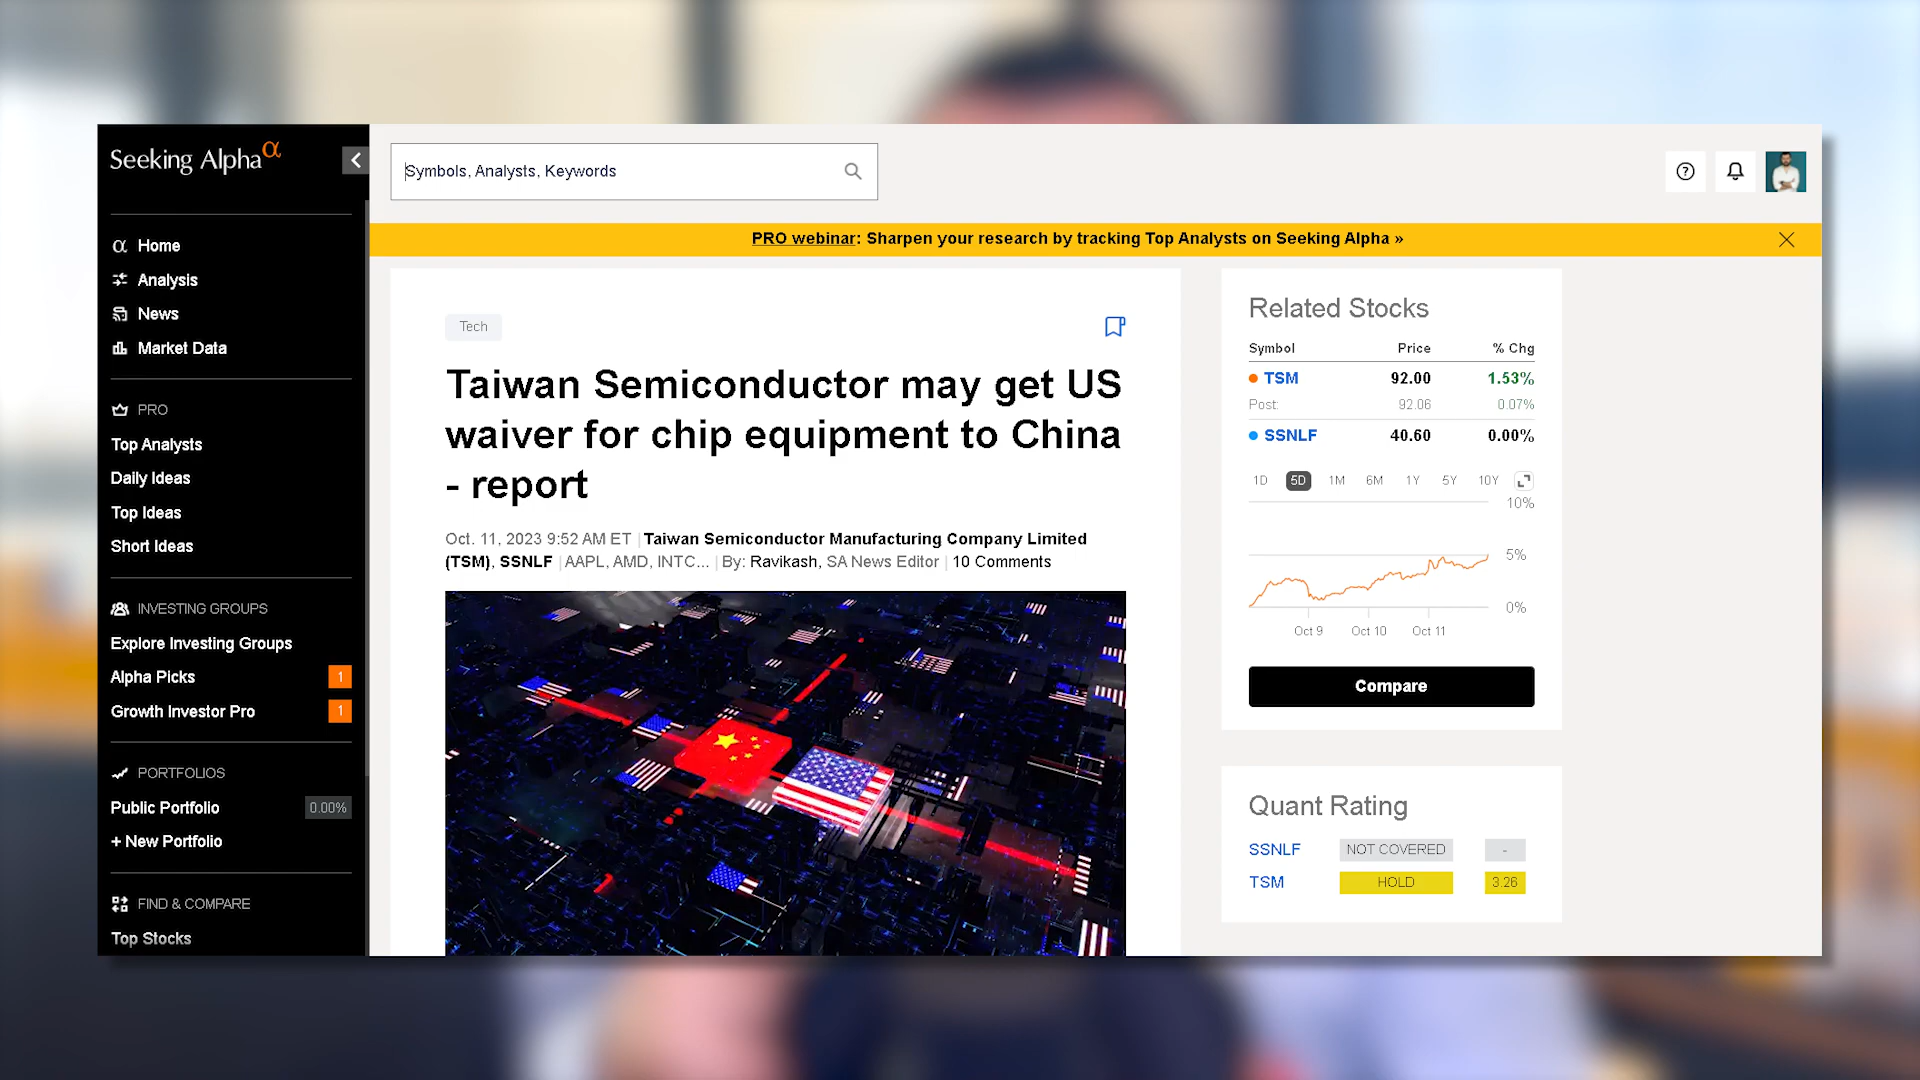 Seeking Alpha α
Home
Analysis
News
Market Data
PRO
Top Analysts
Daily Ideas
Top Ideas
Short Ideas
INVESTING GROUPS
Explore Investing Groups
Alpha Picks 1
Growth Investor Pro 1
PORTFOLIOS
Public Portfolio 0.00%
+ New Portfolio
FIND & COMPARE
Top Stocks
Symbols, Analysts, Keywords
PRO webinar: Sharpen your research by tracking Top Analysts on Seeking Alpha »
Tech
Taiwan Semiconductor may get US
waiver for chip equipment to China
- report
Oct. 11, 2023 9:52 AM ET | Taiwan Semiconductor Manufacturing Company Limited
(TSM), SSNLF | AAPL, AMD, INTC... | By: Ravikash, SA News Editor | 10 Comments
Related Stocks
Symbol Price % Chg
TSM 92.00 1.53%
Post: 92.06 0.07%
SSNLF 40.60 0.00%
1D 5D 1M 6M 1Y 5Y 10Y
10%
5%
0%
Oct 9 Oct 10 Oct 11
Compare
Quant Rating
SSNLF NOT COVERED -
TSM HOLD 3.26